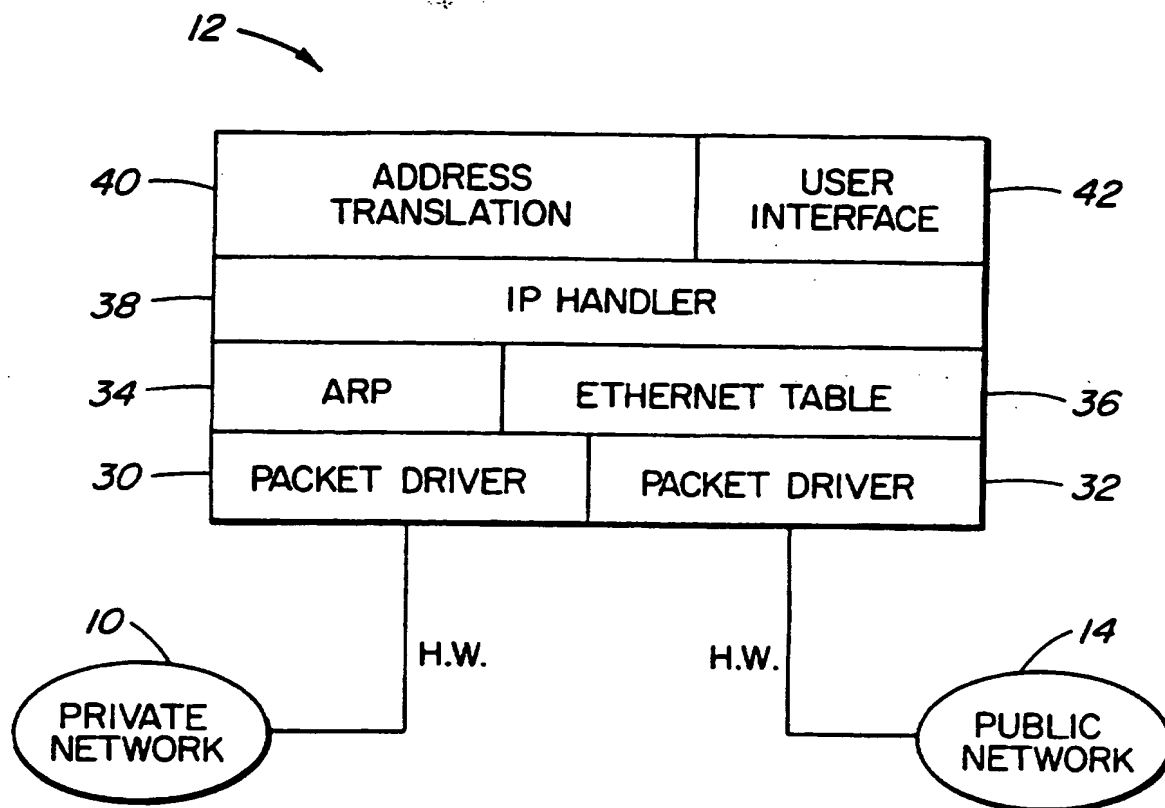 12
40
ADDRESS
TRANSLATION
USER
INTERFACE
42
38
IP HANDLER
34
ARP
ETHERNET TABLE
36
30
PACKET DRIVER
PACKET DRIVER
32
10
H.W.
H.W.
14
PRIVATE
NETWORK
PUBLIC
NETWORK